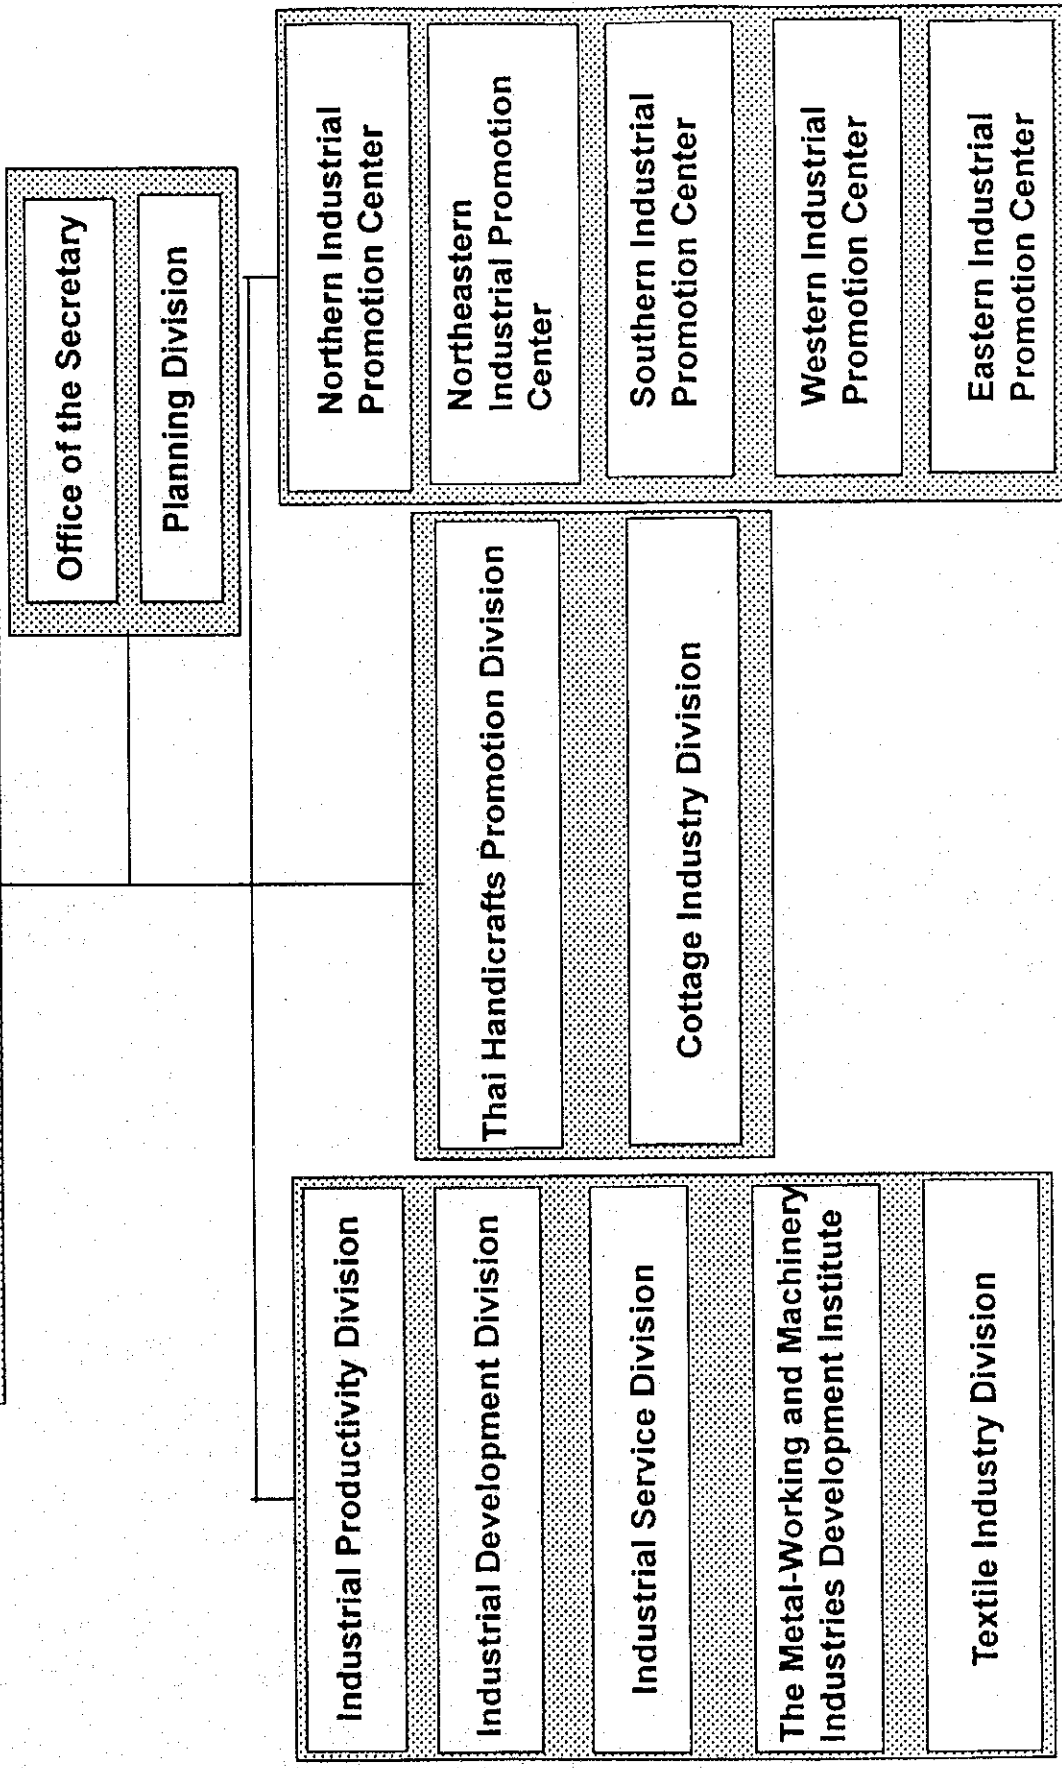 Office of the Secretary
Planning Division
Industrial Productivity Division
Industrial Development Division
Industrial Service Division
The Metal-Working and Machinery
Industries Development Institute
Textile Industry Division
Thai Handicrafts Promotion Division
Cottage Industry Division
Northern Industrial
Promotion Center
Northeastern
Industrial Promotion
Center
Southern Industrial
Promotion Center
Western Industrial
Promotion Center
Eastern Industrial
Promotion Center